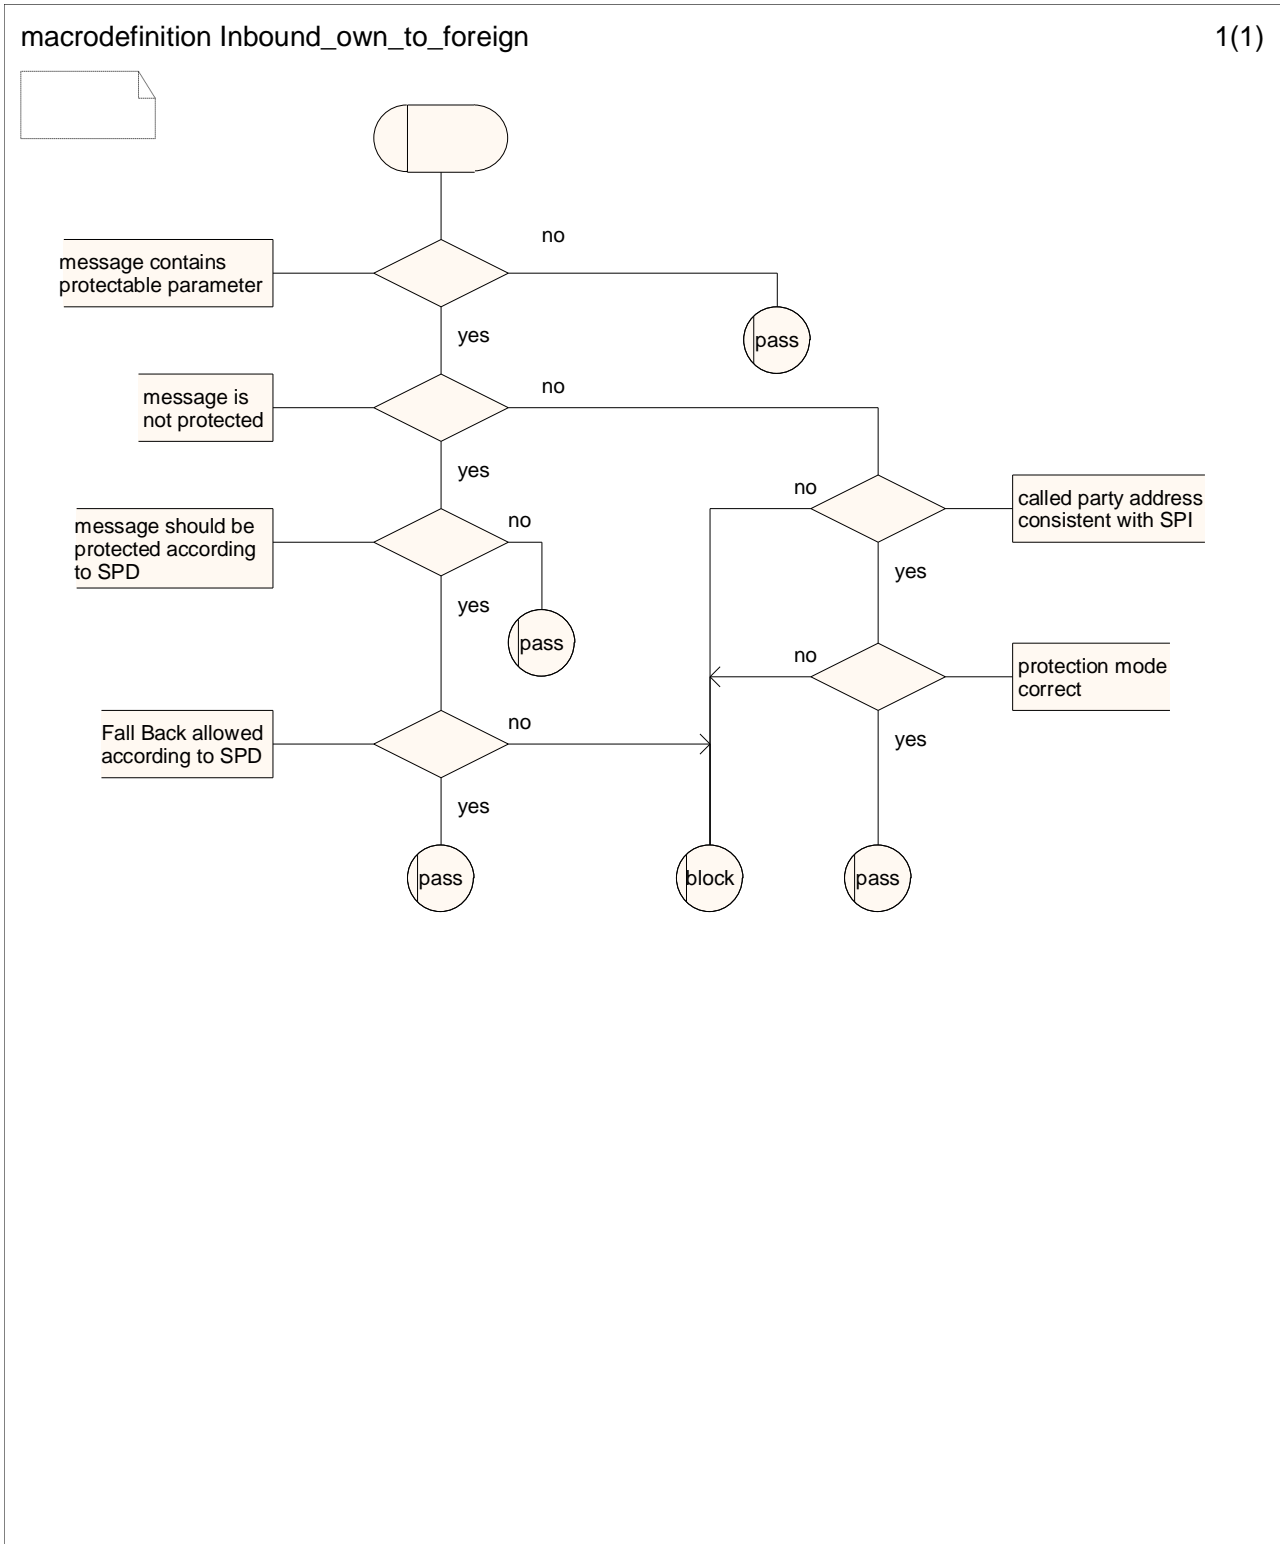 macrodefinition Inbound_own_to_foreign
1(1)
no
message contains
protectable parameter
yes
pass
no
message is
not protected
yes
no
called party address
consistent with SPI
no
message should be
protected according
to SPD
yes
yes
pass
no
protection mode
correct
no
Fall Back allowed
according to SPD
yes
yes
pass
block
pass